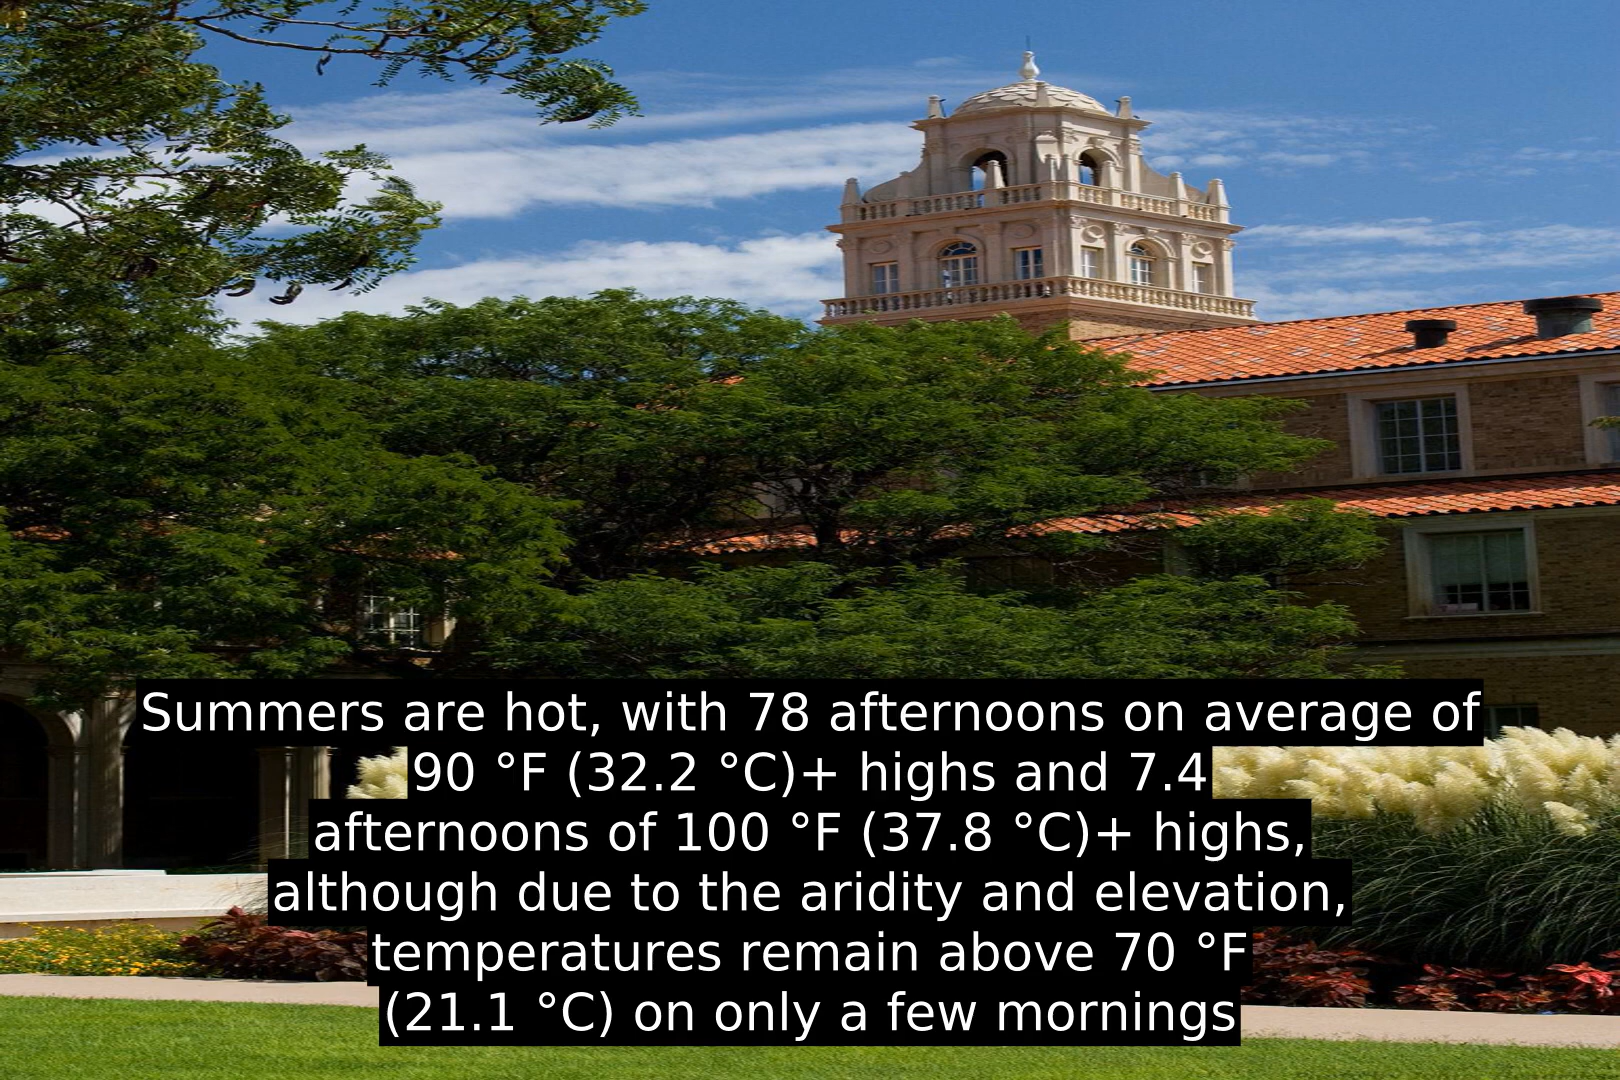 Summers are hot, with 78 afternoons on average of
90 °F (32.2 °C)+ highs and 7.4
afternoons of 100 °F (37.8 °C)+ highs,
although due to the aridity and elevation,
temperatures remain above 70 °F
(21.1 °C) on only a few mornings